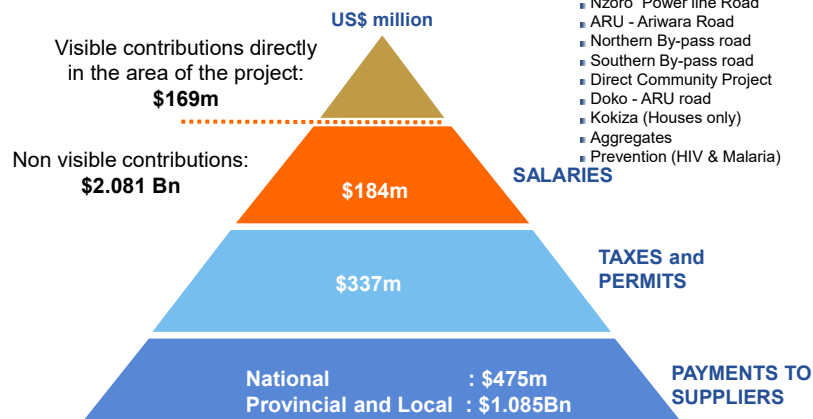 US$ million
Visible contributions directly
in the area of the project:
$169m
Nzoro Power line Road
ARU - Ariwara Road
Northern By-pass road
Southern By-pass road
Direct Community Project
Doko - ARU road
Kokiza (Houses only)
Aggregates
Prevention (HIV & Malaria)
Non visible contributions:
$2.081 Bn
SALARIES
$184m
TAXES and
PERMITS
$337m
PAYMENTS TO
SUPPLIERS
National : $475m
Provincial and Local : $1.085Bn